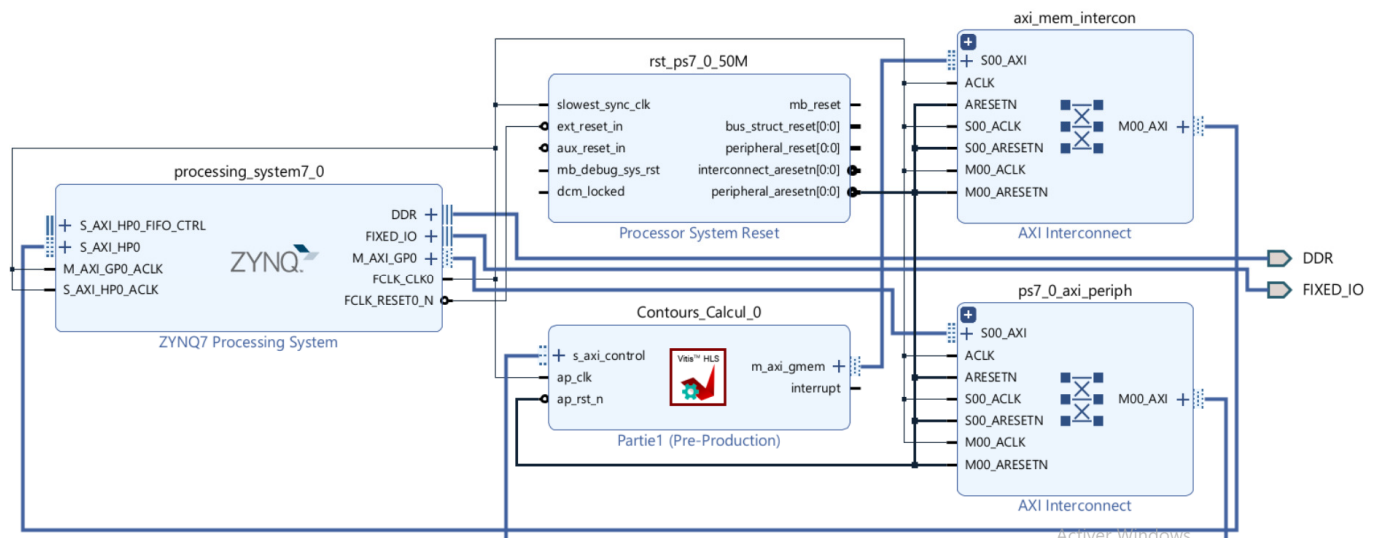 axi_mem_intercon
S00_AXI
ACLK
ARESETN
S00_ACLK
S00_ARESETN
M00_ACLK
M00_ARESETN
M00_AXI
AXI Interconnect
rst_ps7_0_50M
slowest_sync_clk
ext_reset_in
aux_reset_in
mb_debug_sys_rst
dcm_locked
mb_reset
bus_struct_reset[0:0]
peripheral_reset[0:0]
interconnect_aresetn[0:0]
peripheral_aresetn[0:0]
Processor System Reset
processing_system7_0
S_AXI_HP0_FIFO_CTRL
S_AXI_HP0
M_AXI_GP0_ACLK
S_AXI_HP0_ACLK
ZYNQ
DDR
FIXED_IO
M_AXI_GP0
FCLK_CLK0
FCLK_RESET0_N
ZYNQ7 Processing System
DDR
FIXED_IO
Contours_Calcul_0
s_axi_control
ap_clk
ap_rst_n
Vitis™ HLS
m_axi_gmem
interrupt
Partie1 (Pre-Production)
ps7_0_axi_periph
S00_AXI
ACLK
ARESETN
S00_ACLK
S00_ARESETN
M00_ACLK
M00_ARESETN
M00_AXI
AXI Interconnect
Activer Windows